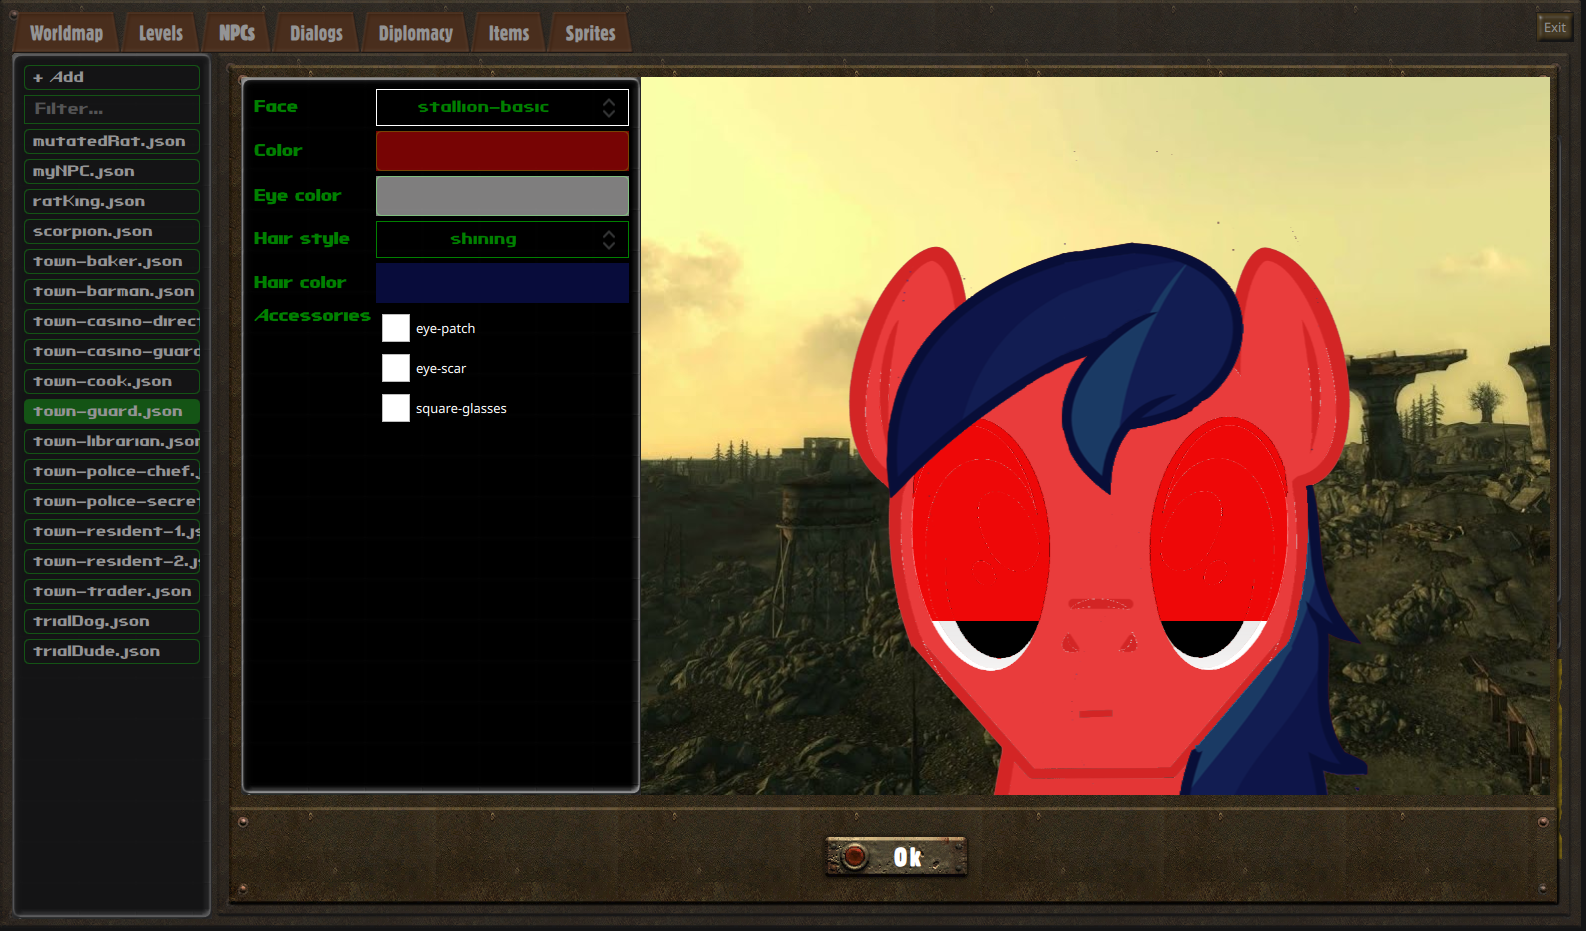 Worldmap Levels NPCs Dialogs Diplomacy Items Sprites Exit
+ Add
Filter...
mutatedRat.json
myNPC.json
ratKing.json
scorpion.json
town-baker.json
town-barman.json
town-casino-direct
town-casino-guard
town-cook.json
town-guard.json
town-librarian.json
town-police-chief.j
town-police-secret
town-resident-1.js
town-resident-2.js
town-trader.json
trialDog.json
trialDude.json
Face stallion-basic
Color
Eye color
Hair style shining
Hair color
Accessories
eye-patch
eye-scar
square-glasses
Ok